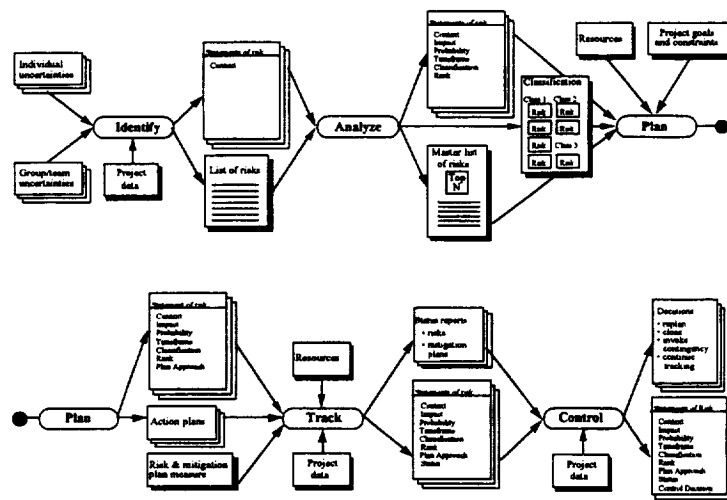 Individual
uncertainties
Group/team
uncertainties
Identify
Project
data
Statements of risk
Context
List of risks
Analyze
Statements of risk
Context
Impact
Probability
Timeframe
Classification
Rank
Master list
of risks
Top
N
Classification
Class 1 Class 2
Risk Risk
Risk Risk
Risk Class 3
Risk Risk
Resources
Project goals
and constraints
Plan
Plan
Statement of risk
Context
Impact
Probability
Timeframe
Classification
Rank
Plan Approach
Action plans
Risk & mitigation
plan measure
Resources
Track
Project
data
Status reports
• risks
• mitigation
plans
Statements of risk
Context
Impact
Probability
Timeframe
Classification
Rank
Plan Approach
Status
Control
Project
data
Decisions
• replan
• close
• invoke
contingency
• continue
tracking
Statements of Risk
Context
Impact
Probability
Timeframe
Classification
Rank
Plan Approach
Status
Control Decision